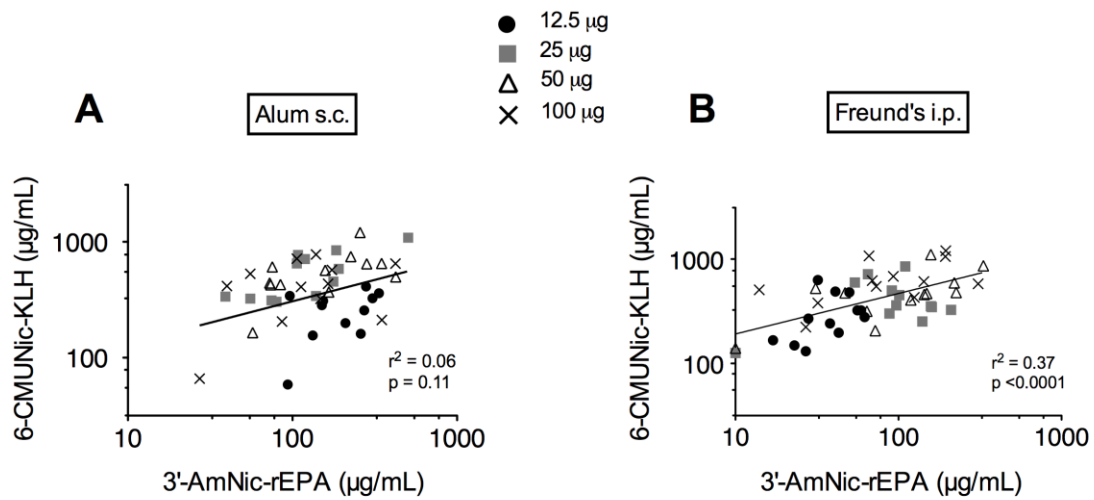 12.5 µg
25 µg
50 µg
100 µg
A
Alum s.c.
6-CMUNic-KLH (µg/mL)
1000
100
r² = 0.06
p = 0.11
10
100
1000
3'-AmNic-rEPA (µg/mL)
B
Freund's i.p.
6-CMUNic-KLH (µg/mL)
1000
100
r² = 0.37
p <0.0001
10
100
1000
3'-AmNic-rEPA (µg/mL)